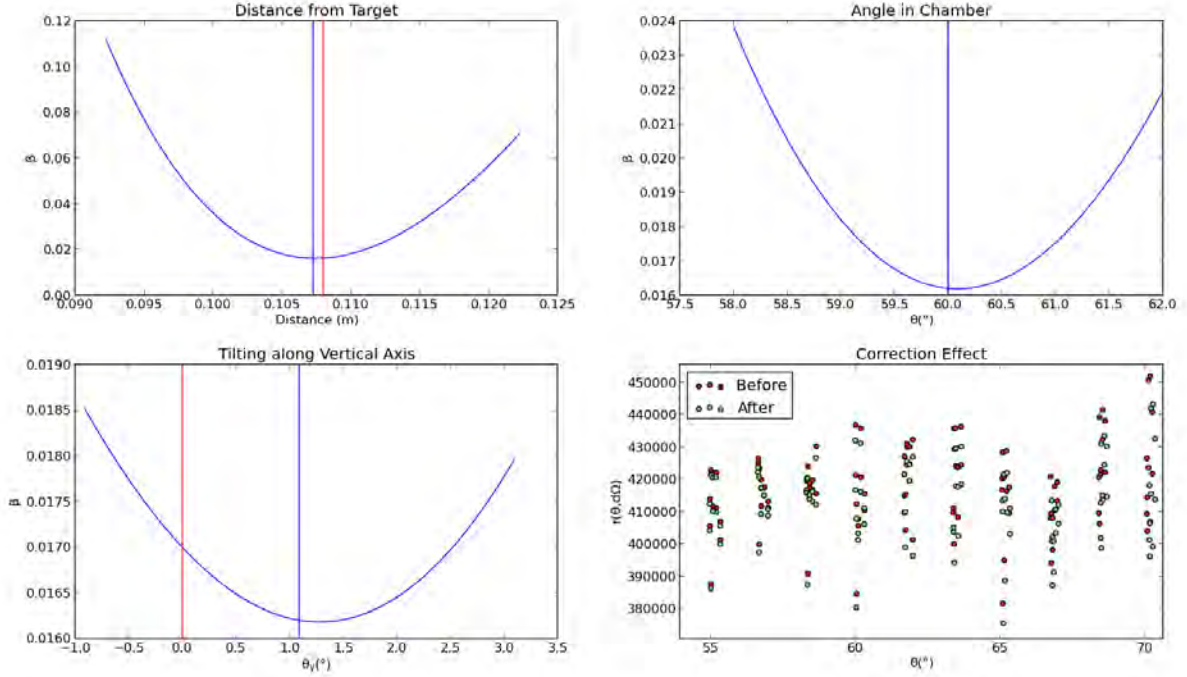 Distance from Target
0.12
0.10
0.08
β
0.06
0.04
0.02
0.00
0.090 0.095 0.100 0.105 0.110 0.115 0.120 0.125
Distance (m)
Angle in Chamber
0.024
0.023
0.022
0.021
β
0.020
0.019
0.018
0.017
0.016
57.5 58.0 58.5 59.0 59.5 60.0 60.5 61.0 61.5 62.0
θ(°)
Tilting along Vertical Axis
0.0190
0.0185
0.0180
0.0175
β
0.0170
0.0165
0.0160
−1.0 −0.5 0.0 0.5 1.0 1.5 2.0 2.5 3.0 3.5
θγ(°)
Correction Effect
Before
After
450000
440000
430000
420000
r(θ,dΩ)
410000
400000
390000
380000
55 60 65 70
θ(°)